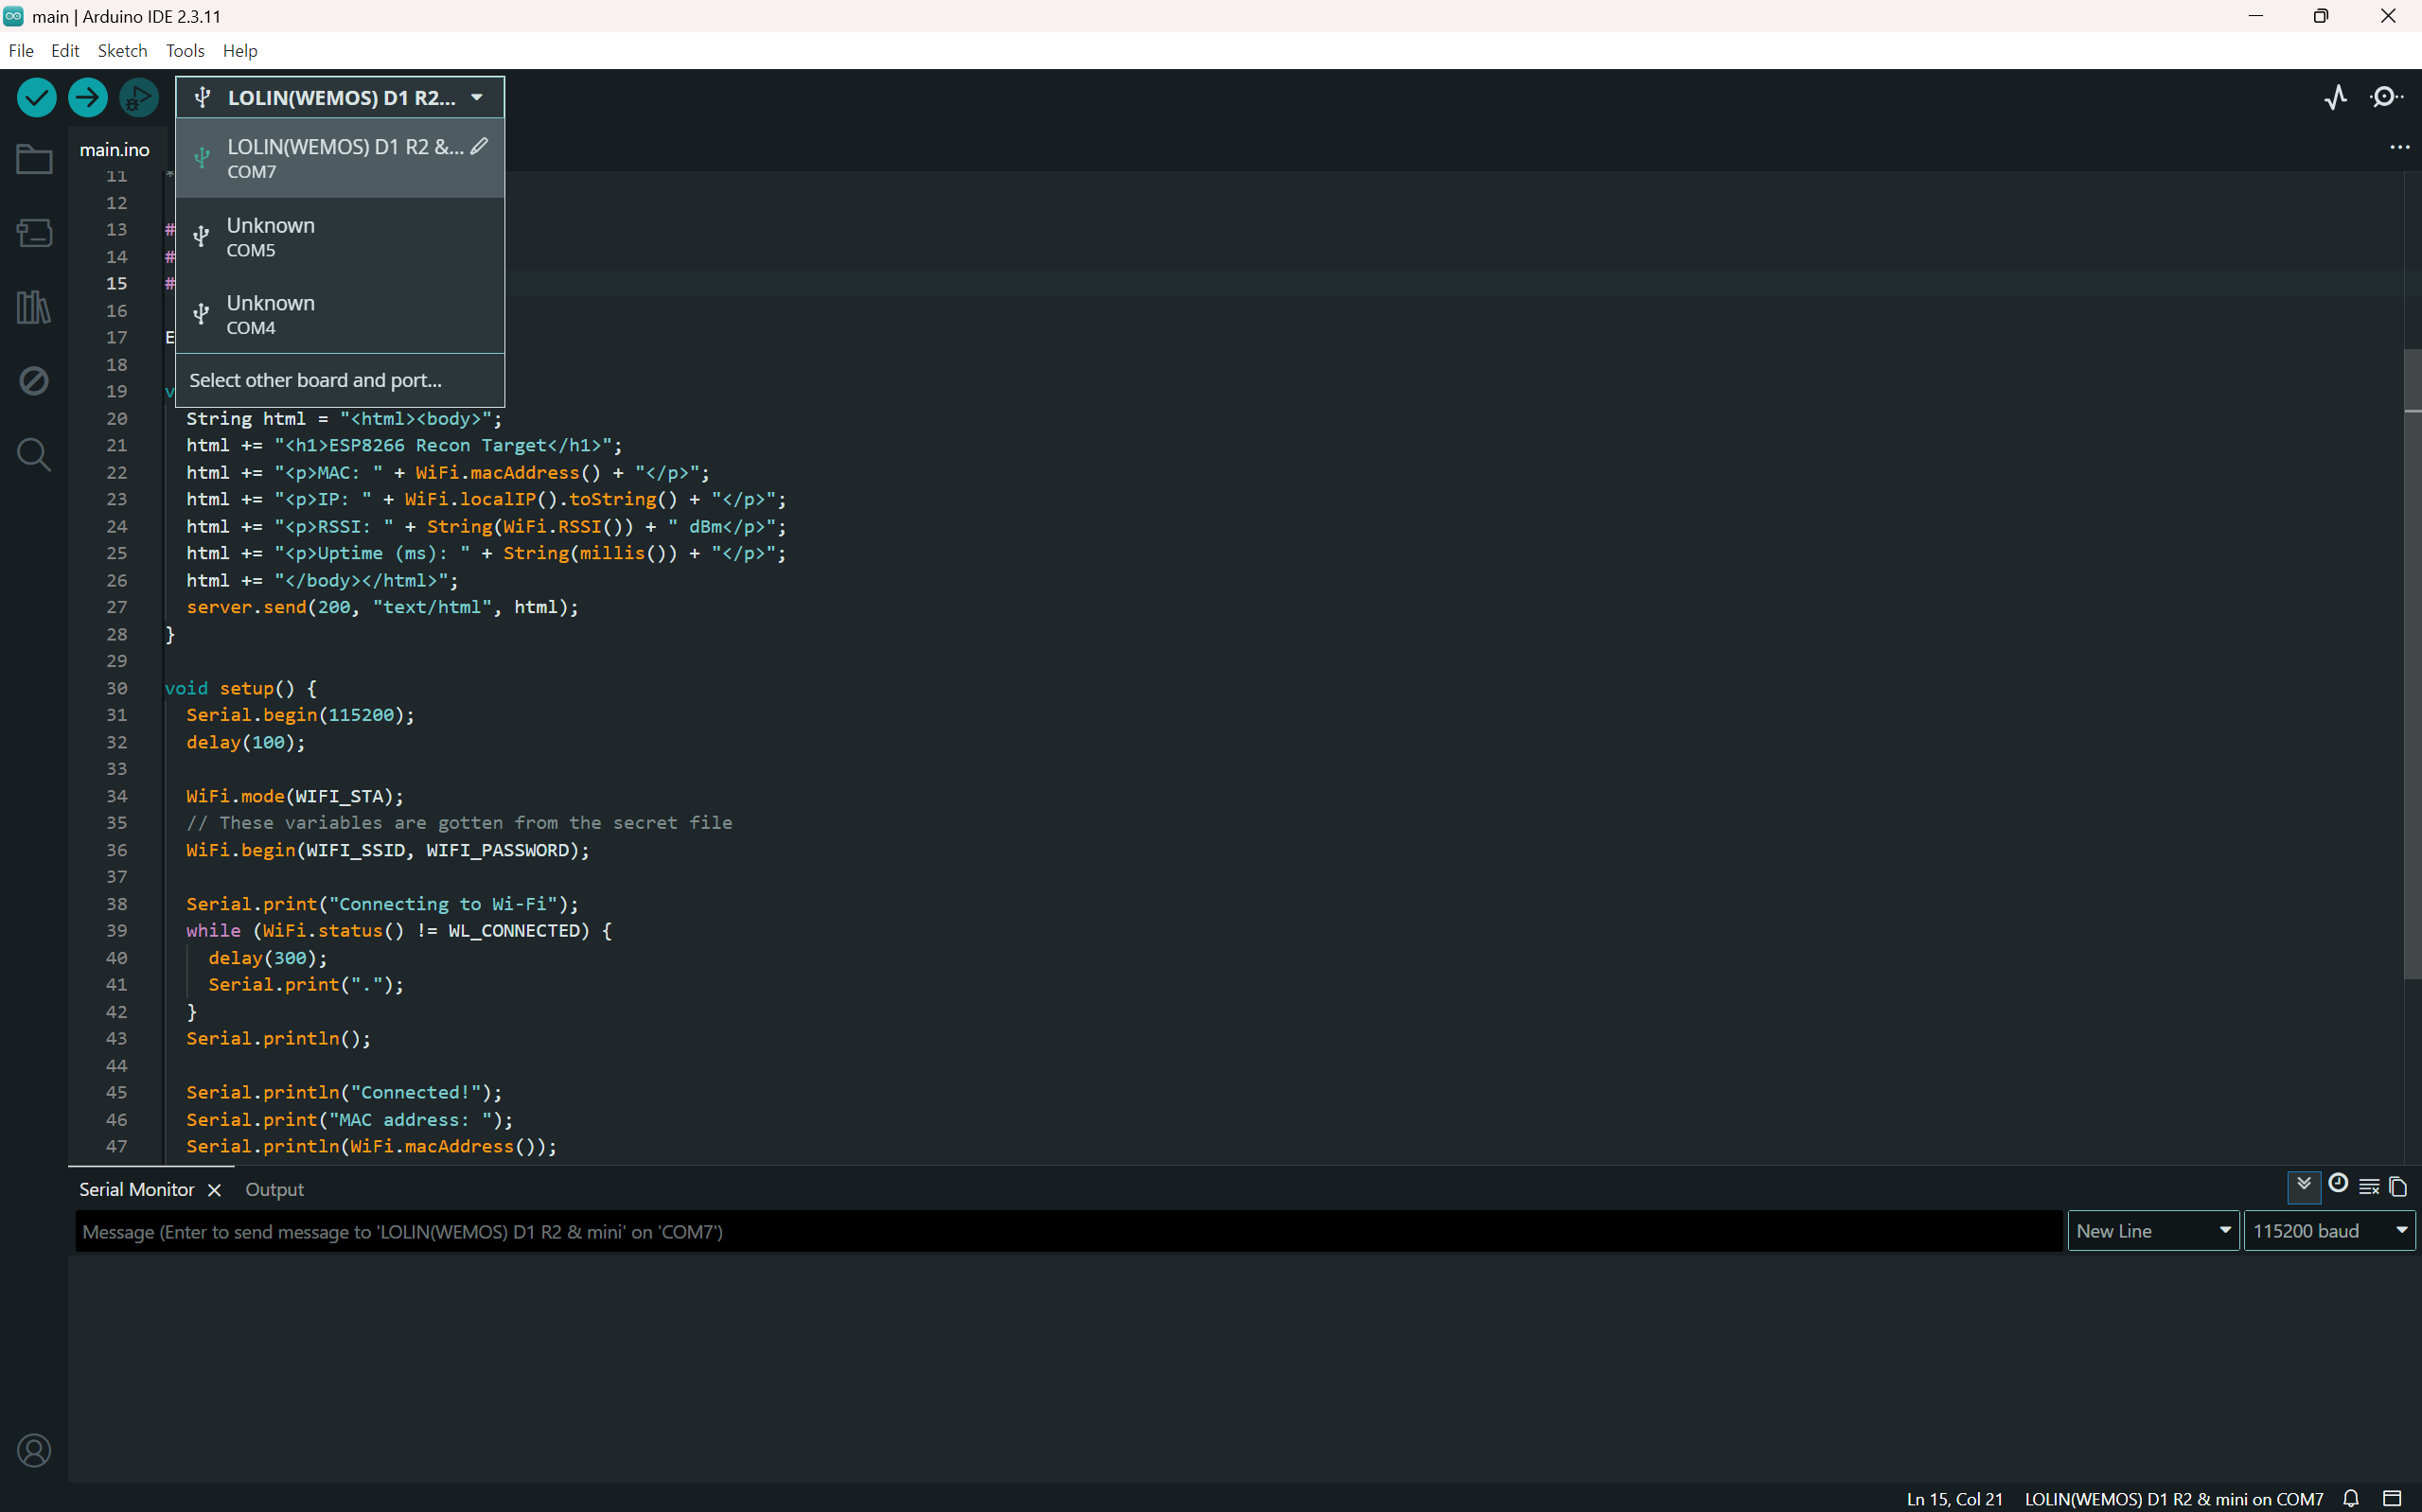 main | Arduino IDE 2.3.11
File Edit Sketch Tools Help
LOLIN(WEMOS) D1 R2...
LOLIN(WEMOS) D1 R2 &...
COM7
Unknown
COM5
Unknown
COM4
Select other board and port...
main.ino
11 *
12
13 #
14 #
15 #
16
17 E
18
19 v
20 String html = "<html><body>";
21 html += "<h1>ESP8266 Recon Target</h1>";
22 html += "<p>MAC: " + WiFi.macAddress() + "</p>";
23 html += "<p>IP: " + WiFi.localIP().toString() + "</p>";
24 html += "<p>RSSI: " + String(WiFi.RSSI()) + " dBm</p>";
25 html += "<p>Uptime (ms): " + String(millis()) + "</p>";
26 html += "</body></html>";
27 server.send(200, "text/html", html);
28 }
29
30 void setup() {
31 Serial.begin(115200);
32 delay(100);
33
34 WiFi.mode(WIFI_STA);
35 // These variables are gotten from the secret file
36 WiFi.begin(WIFI_SSID, WIFI_PASSWORD);
37
38 Serial.print("Connecting to Wi-Fi");
39 while (WiFi.status() != WL_CONNECTED) {
40 delay(300);
41 Serial.print(".");
42 }
43 Serial.println();
44
45 Serial.println("Connected!");
46 Serial.print("MAC address: ");
47 Serial.println(WiFi.macAddress());
Serial Monitor Output
Message (Enter to send message to 'LOLIN(WEMOS) D1 R2 & mini' on 'COM7') New Line 115200 baud
Ln 15, Col 21 LOLIN(WEMOS) D1 R2 & mini on COM7